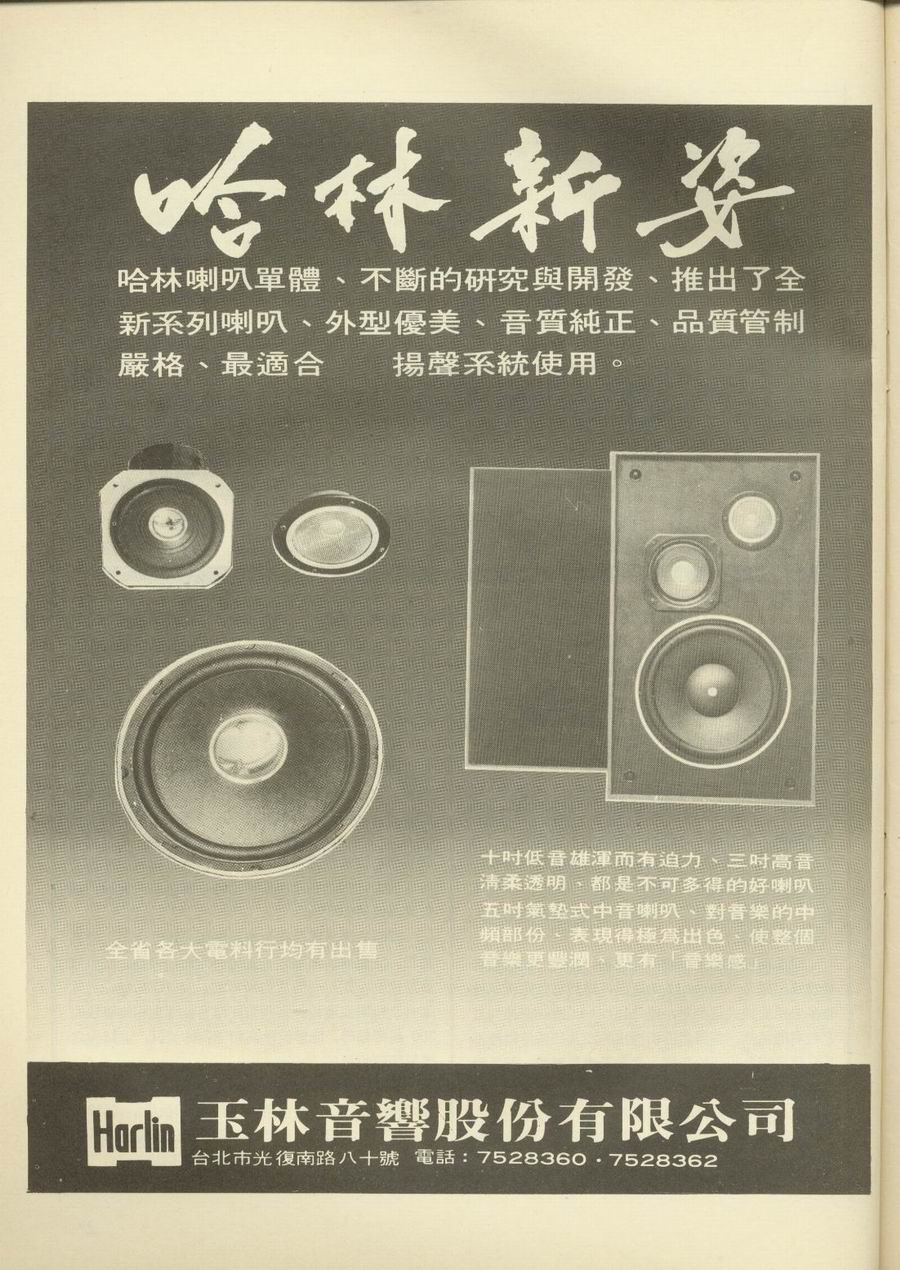 哈林新姿
哈林喇叭單體、不斷的研究與開發、推出了全
新系列喇叭、外型優美、音質純正、品質管制
嚴格、最適合　　揚聲系統使用。
十吋低音雄渾而有迫力、三吋高音
清柔透明、都是不可多得的好喇叭
五吋氣墊式中音喇叭、對音樂的中
頻部份、表現得極為出色、使整個
音樂更豐潤、更有「音樂感」
全省各大電料行均有出售
Harlin 玉林音響股份有限公司
台北市光復南路八十號 電話：7528360．7528362